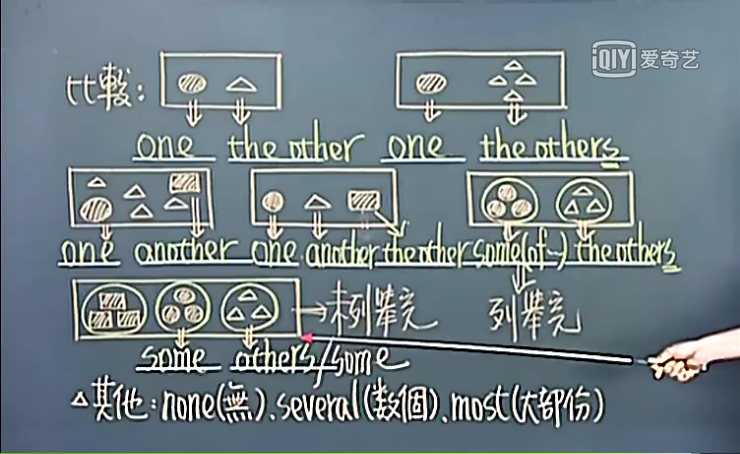 iQIYI 爱奇艺
比較:
one the other one the others
one another one another the other some(of~) the others
→未列舉完 列舉完
some others/some
△其他:none(無).several(數個).most(大部份)